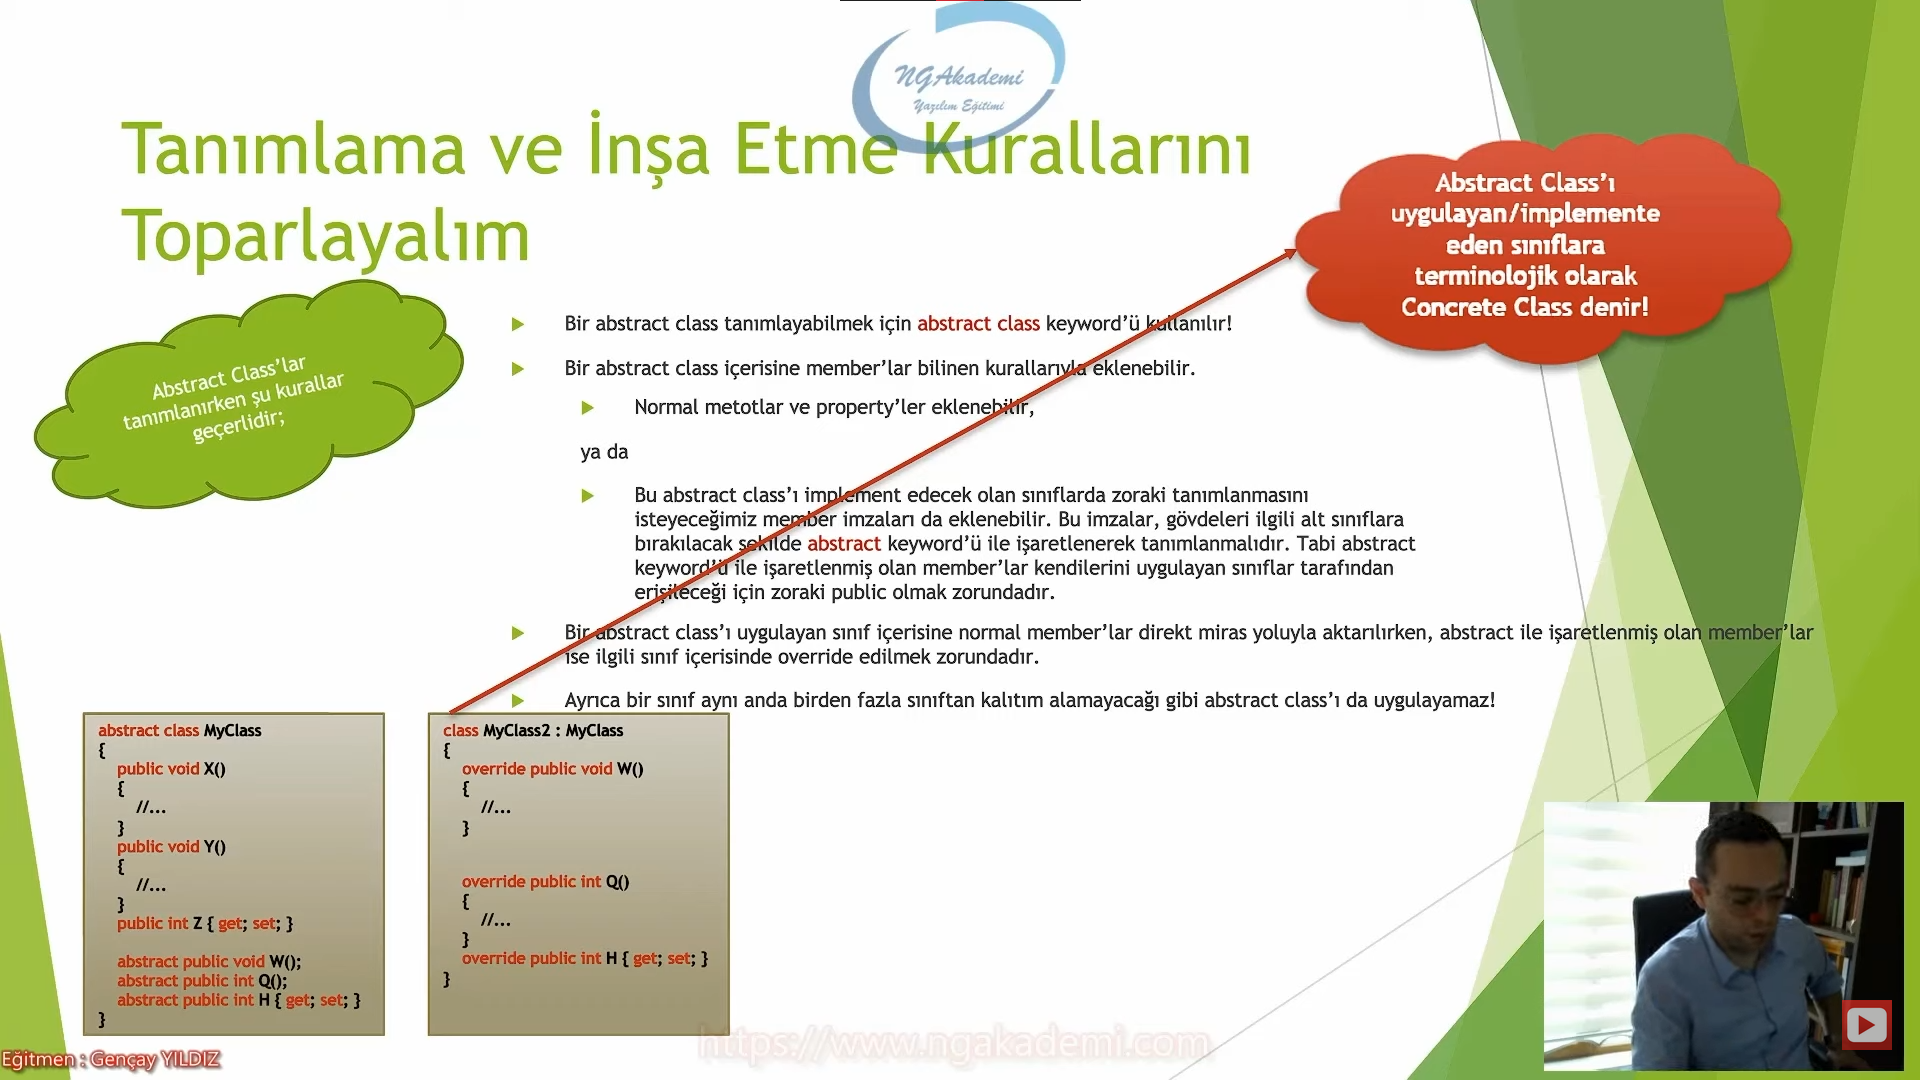 NGAkademi
Yazılım Eğitimi
Tanımlama ve İnşa Etme Kurallarını
Toparlayalım
Abstract Class’ı
uygulayan/implemente
eden sınıflara
terminolojik olarak
Concrete Class denir!
Abstract Class’lar
tanımlanırken şu kurallar
geçerlidir;
Bir abstract class tanımlayabilmek için abstract class keyword’ü kullanılır!
Bir abstract class içerisine member’lar bilinen kurallarıyla eklenebilir.
Normal metotlar ve property’ler eklenebilir,
ya da
Bu abstract class’ı implement edecek olan sınıflarda zoraki tanımlanmasını
isteyeceğimiz member imzaları da eklenebilir. Bu imzalar, gövdeleri ilgili alt sınıflara
bırakılacak şekilde abstract keyword’ü ile işaretlenerek tanımlanmalıdır. Tabi abstract
keyword’ü ile işaretlenmiş olan member’lar kendilerini uygulayan sınıflar tarafından
erişileceği için zoraki public olmak zorundadır.
Bir abstract class’ı uygulayan sınıf içerisine normal member’lar direkt miras yoluyla aktarılırken, abstract ile işaretlenmiş olan member’lar
ise ilgili sınıf içerisinde override edilmek zorundadır.
Ayrıca bir sınıf aynı anda birden fazla sınıftan kalıtım alamayacağı gibi abstract class’ı da uygulayamaz!
abstract class MyClass
{
public void X()
{
//...
}
public void Y()
{
//...
}
public int Z { get; set; }
abstract public void W();
abstract public int Q();
abstract public int H { get; set; }
}
class MyClass2 : MyClass
{
override public void W()
{
//...
}
override public int Q()
{
//...
}
override public int H { get; set; }
}
https://www.ngakademi.com
Eğitmen : Gençay YILDIZ